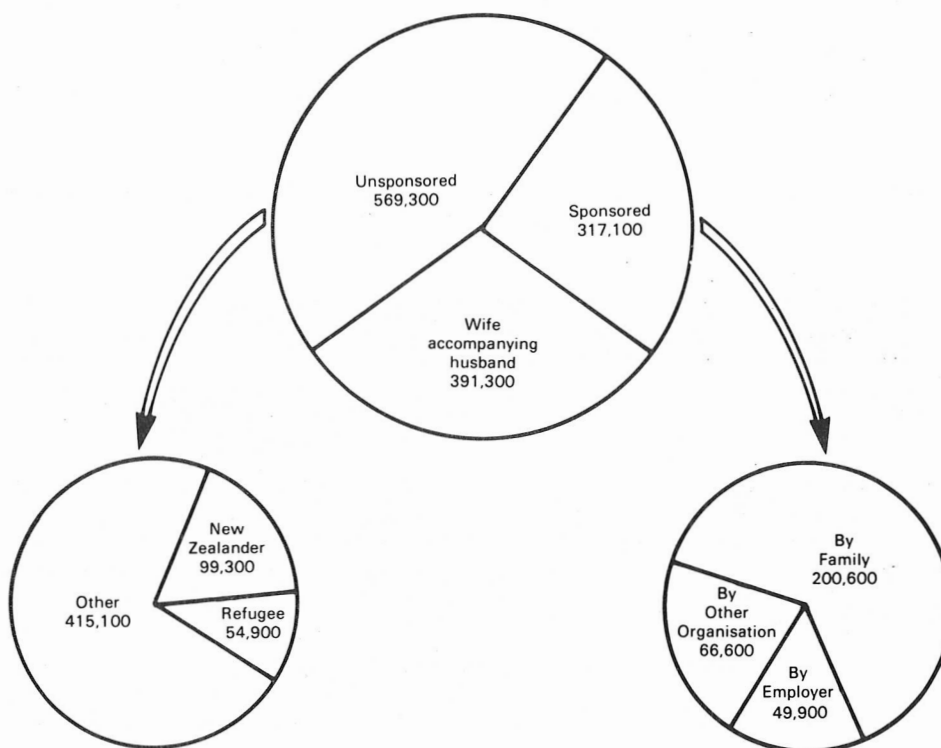 Unsponsored
569,300
Sponsored
317,100
Wife
accompanying
husband
391,300
Other
415,100
New
Zealander
99,300
Refugee
54,900
By
Family
200,600
By
Other
Organisation
66,600
By
Employer
49,900